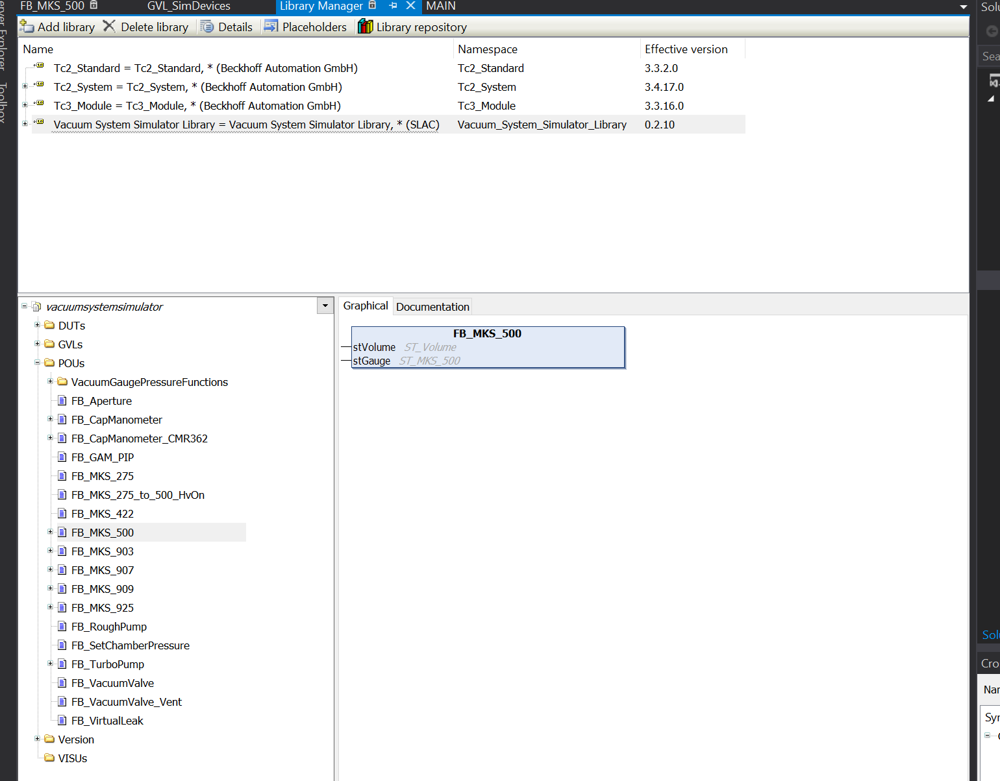 FB_MKS_500 GVL_SimDevices Library Manager MAIN
Add library Delete library Details Placeholders Library repository
Name Namespace Effective version
Tc2_Standard = Tc2_Standard, * (Beckhoff Automation GmbH) Tc2_Standard 3.3.2.0
Tc2_System = Tc2_System, * (Beckhoff Automation GmbH) Tc2_System 3.4.17.0
Tc3_Module = Tc3_Module, * (Beckhoff Automation GmbH) Tc3_Module 3.3.16.0
Vacuum System Simulator Library = Vacuum System Simulator Library, * (SLAC) Vacuum_System_Simulator_Library 0.2.10
Explorer
Toolbox
vacuumsystemsimulator
DUTs
GVLs
POUs
VacuumGaugePressureFunctions
FB_Aperture
FB_CapManometer
FB_CapManometer_CMR362
FB_GAM_PIP
FB_MKS_275
FB_MKS_275_to_500_HvOn
FB_MKS_422
FB_MKS_500
FB_MKS_903
FB_MKS_907
FB_MKS_909
FB_MKS_925
FB_RoughPump
FB_SetChamberPressure
FB_TurboPump
FB_VacuumValve
FB_VacuumValve_Vent
FB_VirtualLeak
Version
VISUs
Graphical Documentation
FB_MKS_500
stVolume ST_Volume
stGauge ST_MKS_500
Solu
Sea
Solu
Cro
Nar
Syr